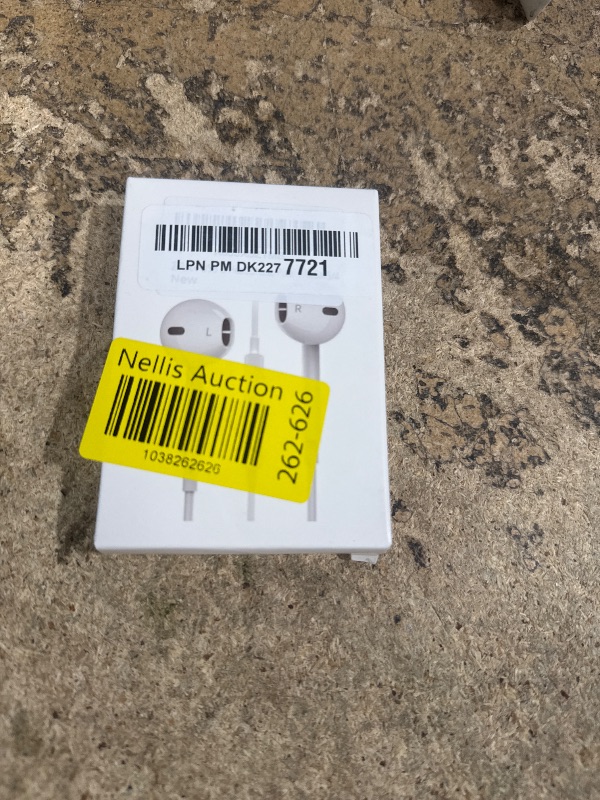 LPN PM DK227 7721
New
L
R
Nellis Auction
1038262626
262-626